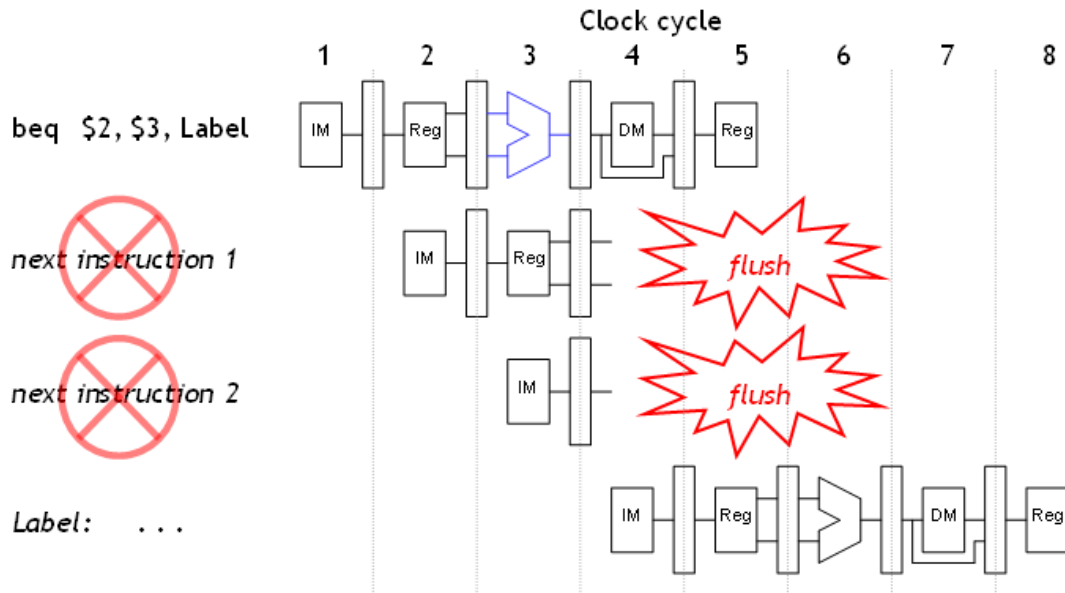 Clock cycle
1 2 3 4 5 6 7 8
beq $2, $3, Label IM Reg DM Reg
next instruction 1 IM Reg flush
next instruction 2 IM flush
Label: . . . IM Reg DM Reg